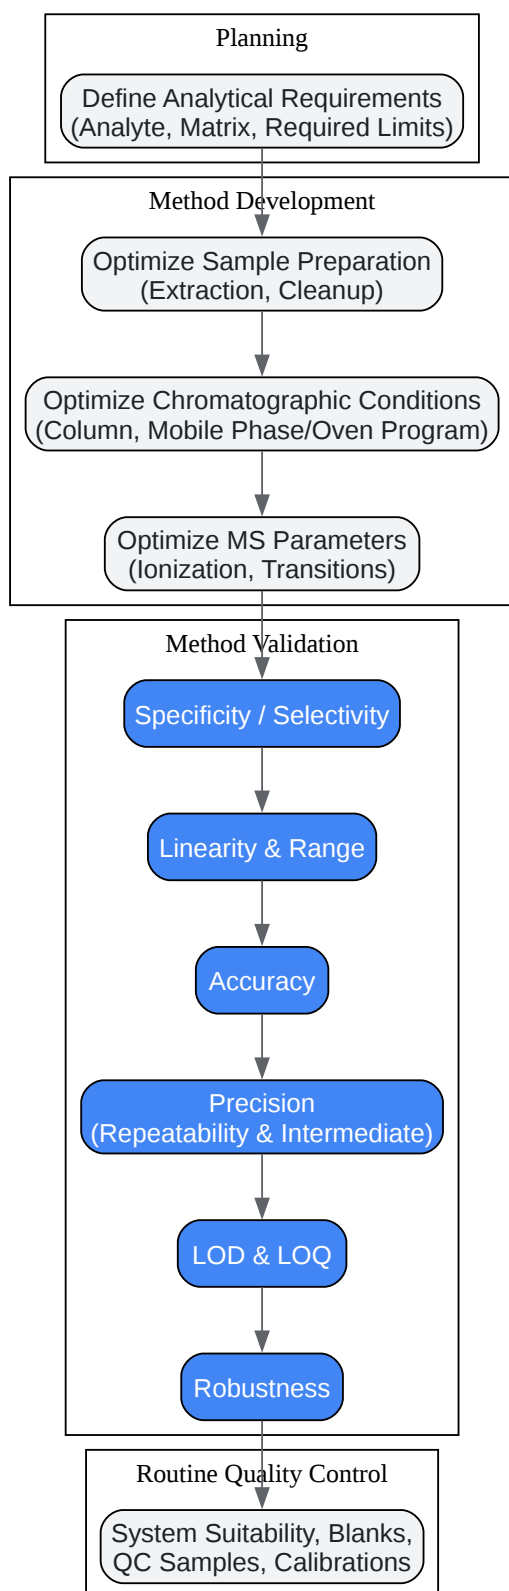 Planning
Define Analytical Requirements
(Analyte, Matrix, Required Limits)
Method Development
Optimize Sample Preparation
(Extraction, Cleanup)
Optimize Chromatographic Conditions
(Column, Mobile Phase/Oven Program)
Optimize MS Parameters
(Ionization, Transitions)
Method Validation
Specificity / Selectivity
Linearity & Range
Accuracy
Precision
(Repeatability & Intermediate)
LOD & LOQ
Robustness
Routine Quality Control
System Suitability, Blanks,
QC Samples, Calibrations